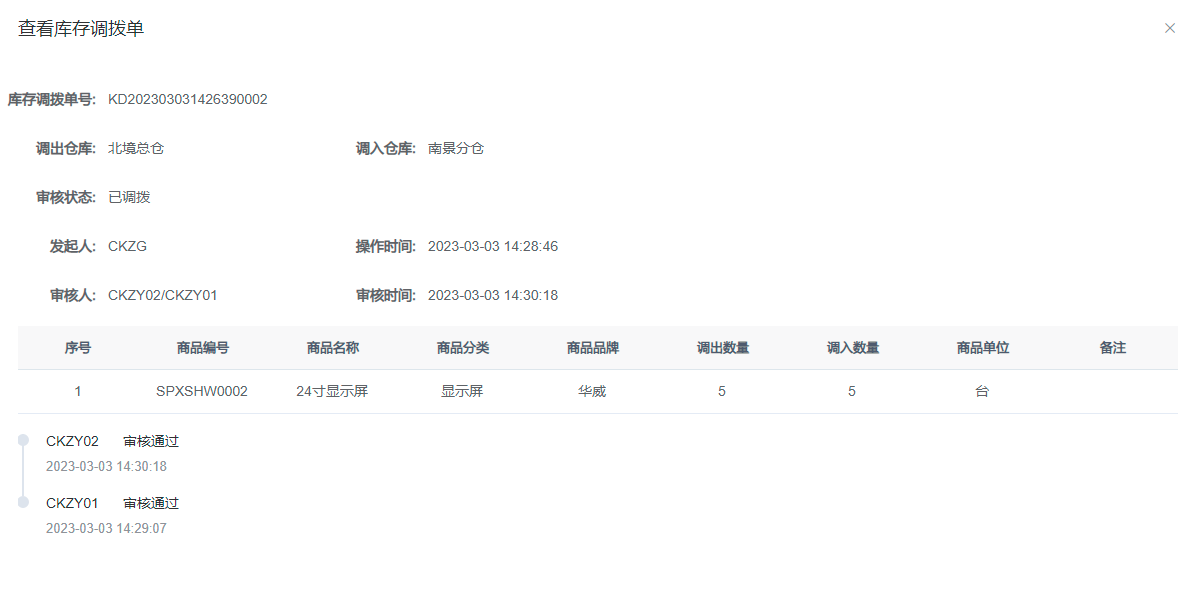 查看库存调拨单
库存调拨单号: KD202303031426390002
调出仓库: 北境总仓 调入仓库: 南景分仓
审核状态: 已调拨
发起人: CKZG 操作时间: 2023-03-03 14:28:46
审核人: CKZY02/CKZY01 审核时间: 2023-03-03 14:30:18
序号 商品编号 商品名称 商品分类 商品品牌 调出数量 调入数量 商品单位 备注
1 SPXSHW0002 24寸显示屏 显示屏 华威 5 5 台
CKZY02 审核通过
2023-03-03 14:30:18
CKZY01 审核通过
2023-03-03 14:29:07